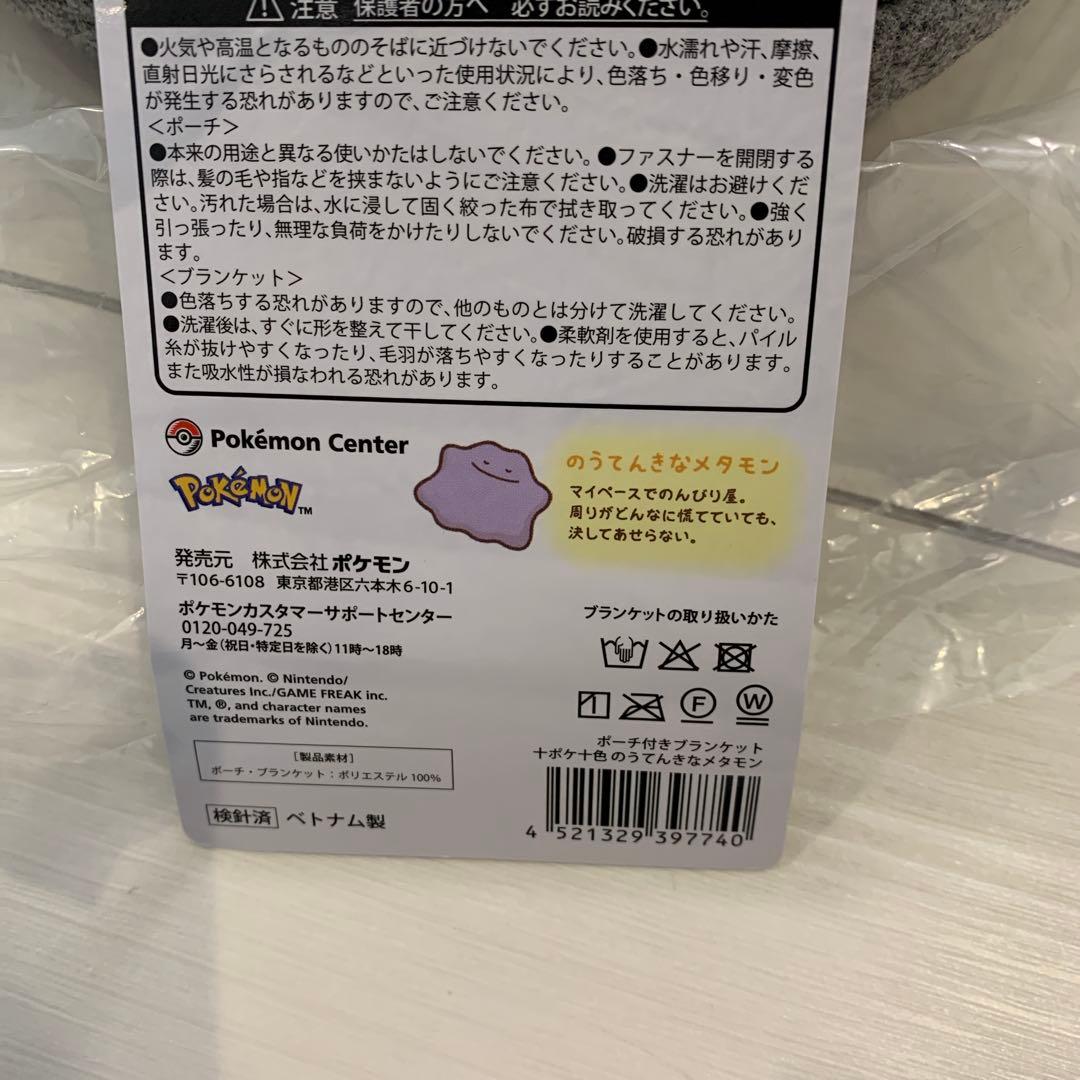 注意 保護者の方へ 必ずお読みください。
●火気や高温となるもののそばに近づけないでください。●水濡れや汗、摩擦、
直射日光にさらされるなどといった使用状況により、色落ち・色移り・変色
が発生する恐れがありますので、ご注意ください。
＜ポーチ＞
●本来の用途と異なる使いかたはしないでください。●ファスナーを開閉する
際は、髪の毛や指などを挟まないようにご注意ください。●洗濯はお避けくだ
さい。汚れた場合は、水に浸して固く絞った布で拭き取ってください。●強く
引っ張ったり、無理な負荷をかけたりしないでください。破損する恐れがあり
ます。
＜ブランケット＞
●色落ちする恐れがありますので、他のものとは分けて洗濯してください。
●洗濯後は、すぐに形を整えて干してください。●柔軟剤を使用すると、パイル
糸が抜けやすくなったり、毛羽が落ちやすくなったりすることがあります。
また吸水性が損なわれる恐れがあります。
Pokémon Center
POKéMON™
のうてんきなメタモン
マイペースでのんびり屋。
周りがどんなに慌てていても、
決してあせらない。
発売元 株式会社ポケモン
〒106-6108 東京都港区六本木6-10-1
ポケモンカスタマーサポートセンター
0120-049-725
月～金（祝日・特定日を除く）11時～18時
© Pokémon. © Nintendo/
Creatures Inc./GAME FREAK inc.
TM, ®, and character names
are trademarks of Nintendo.
［製品素材］
ポーチ・ブランケット：ポリエステル 100%
検針済 ベトナム製
ブランケットの取り扱いかた
1 F W
ポーチ付きブランケット
十ポケ十色 のうてんきなメタモン
4 521329 397740